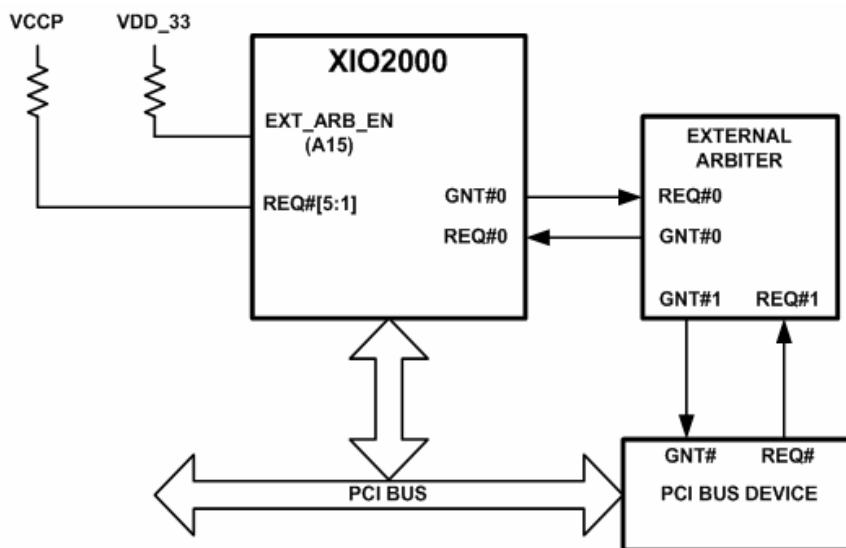 VCCP
VDD_33
XIO2000
EXT_ARB_EN
(A15)
REQ#[5:1]
GNT#0
REQ#0
EXTERNAL
ARBITER
REQ#0
GNT#0
GNT#1
REQ#1
GNT#
REQ#
PCI BUS DEVICE
PCI BUS